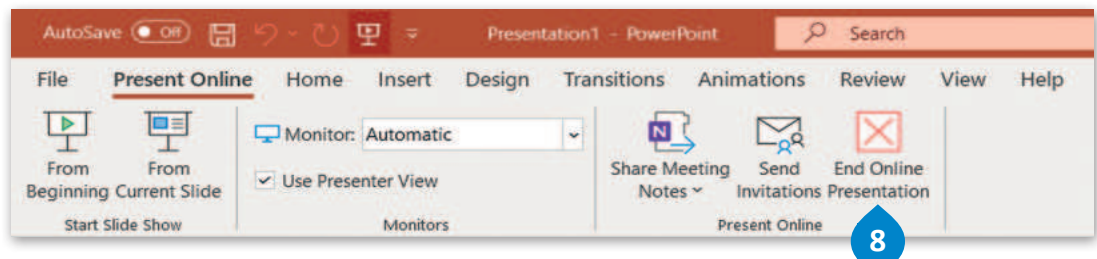 AutoSave Off Presentation1 - PowerPoint Search
File Present Online Home Insert Design Transitions Animations Review View Help
Monitor: Automatic
Use Presenter View
From Beginning
From Current Slide
Share Meeting Notes
Send Invitations
End Online Presentation
Start Slide Show Monitors Present Online
8